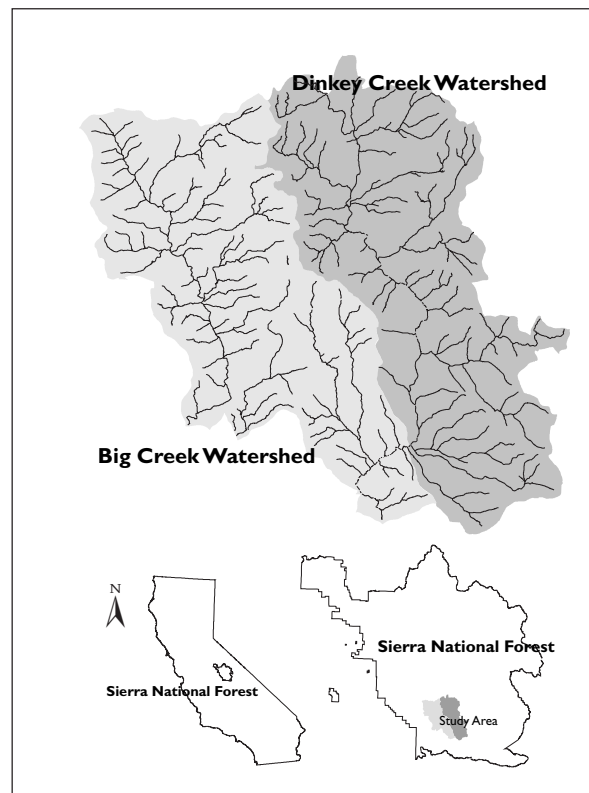 Dinkey Creek Watershed
Big Creek Watershed
N
Sierra National Forest
Sierra National Forest
Study Area